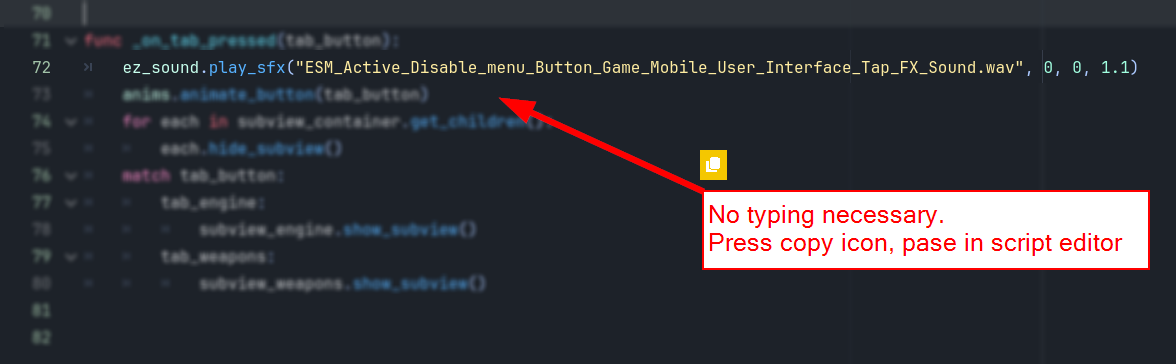 70
71 func _on_tab_pressed(tab_button):
72 ez_sound.play_sfx("ESM_Active_Disable_menu_Button_Game_Mobile_User_Interface_Tap_FX_Sound.wav", 0, 0, 1.1)
73 anims.animate_button(tab_button)
74 for each in subview_container.get_children():
75 each.hide_subview()
76 match tab_button:
77 tab_engine:
78 subview_engine.show_subview()
79 tab_weapons:
80 subview_weapons.show_subview()
81
82
No typing necessary.
Press copy icon, pase in script editor